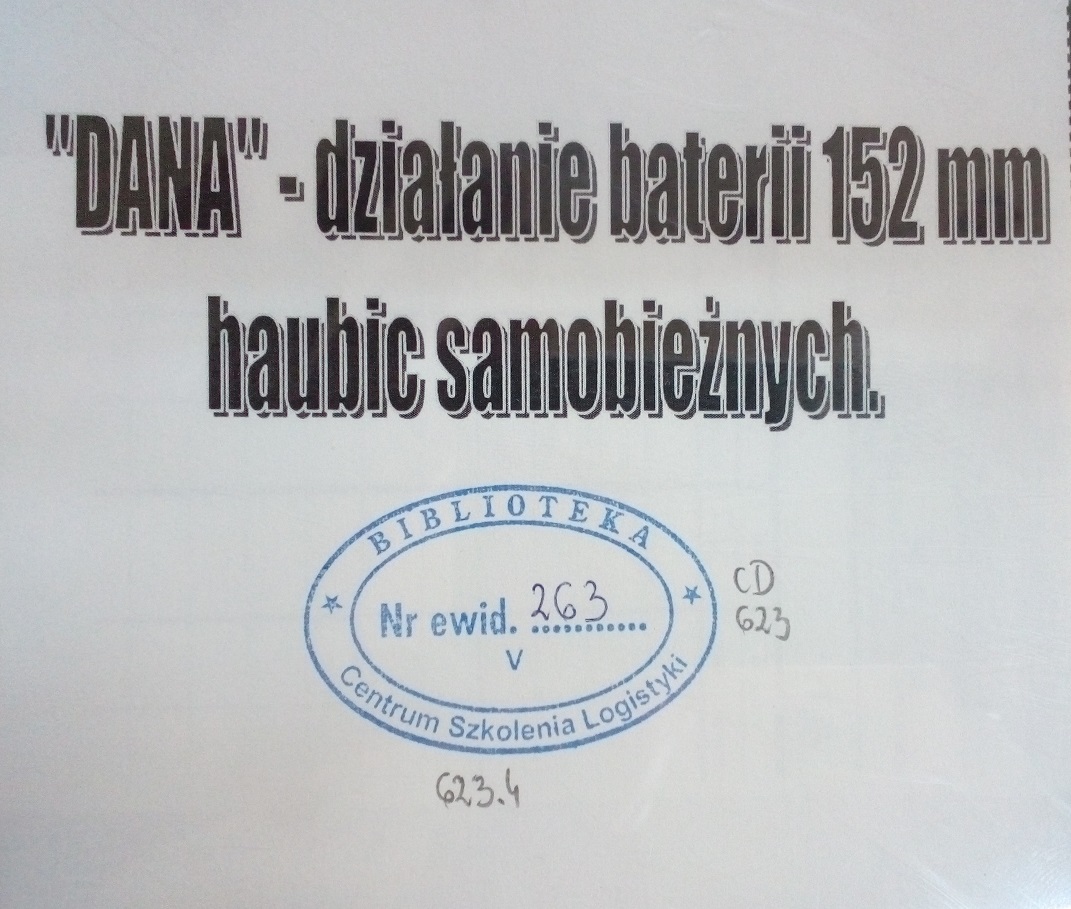 "DANA" - działanie baterii 152 mm
haubic samobieżnych.
BIBLIOTEKA
Nr ewid. 263
V
Centrum Szkolenia Logistyki
CD
623
623.4